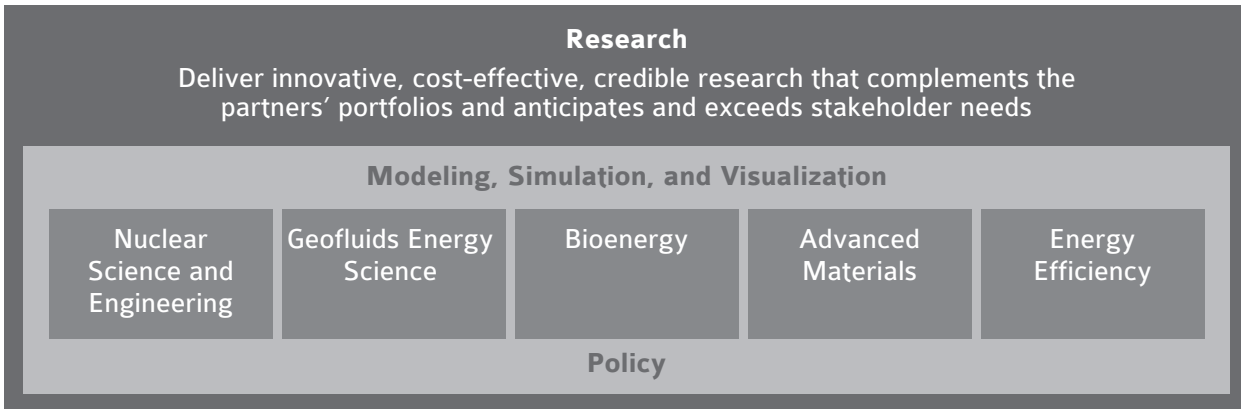 Research
Deliver innovative, cost-effective, credible research that complements the
partners’ portfolios and anticipates and exceeds stakeholder needs
Modeling, Simulation, and Visualization
Nuclear
Science and
Engineering
Geofluids Energy
Science
Bioenergy
Advanced
Materials
Energy
Efficiency
Policy